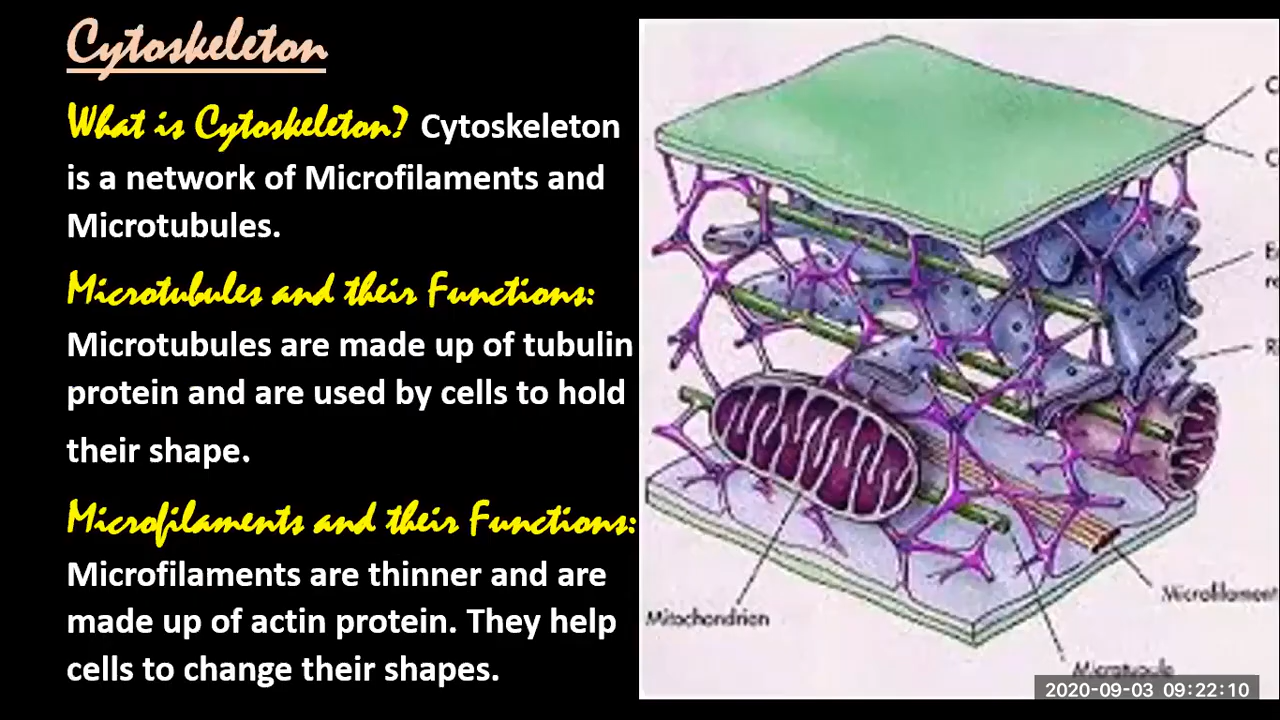 Cytoskeleton
What is Cytoskeleton? Cytoskeleton
is a network of Microfilaments and
Microtubules.
Microtubules and their Functions:
Microtubules are made up of tubulin
protein and are used by cells to hold
their shape.
Microfilaments and their Functions:
Microfilaments are thinner and are
made up of actin protein. They help
cells to change their shapes.
Mitochondrion
Microfilament
Microtubule
2020-09-03 09:22:10